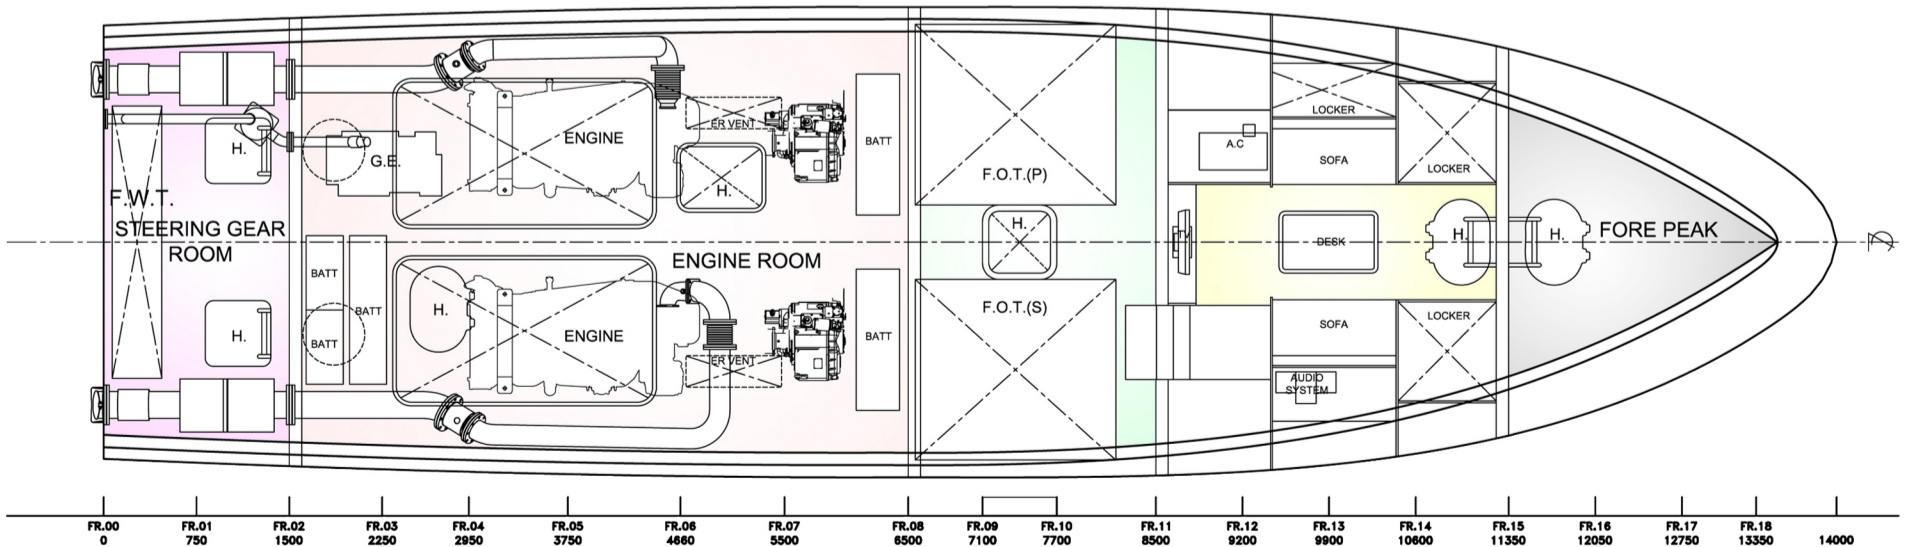 ER VENT
ENGINE
H.
G.E.
BATT
H.
F.O.T.(P)
A.C
LOCKER
SOFA
LOCKER
F.W.T.
STEERING GEAR
ROOM
ENGINE ROOM
H.
TV
DESK
H.
H.
FORE PEAK
BATT
BATT
BATT
H.
H.
ENGINE
ER VENT
BATT
F.O.T.(S)
SOFA
LOCKER
AUDIO
SYSTEM
FR.00 FR.01 FR.02 FR.03 FR.04 FR.05 FR.06 FR.07 FR.08 FR.09 FR.10 FR.11 FR.12 FR.13 FR.14 FR.15 FR.16 FR.17 FR.18
0 750 1500 2250 2950 3750 4660 5500 6500 7100 7700 8500 9200 9900 10600 11350 12050 12750 13350 14000